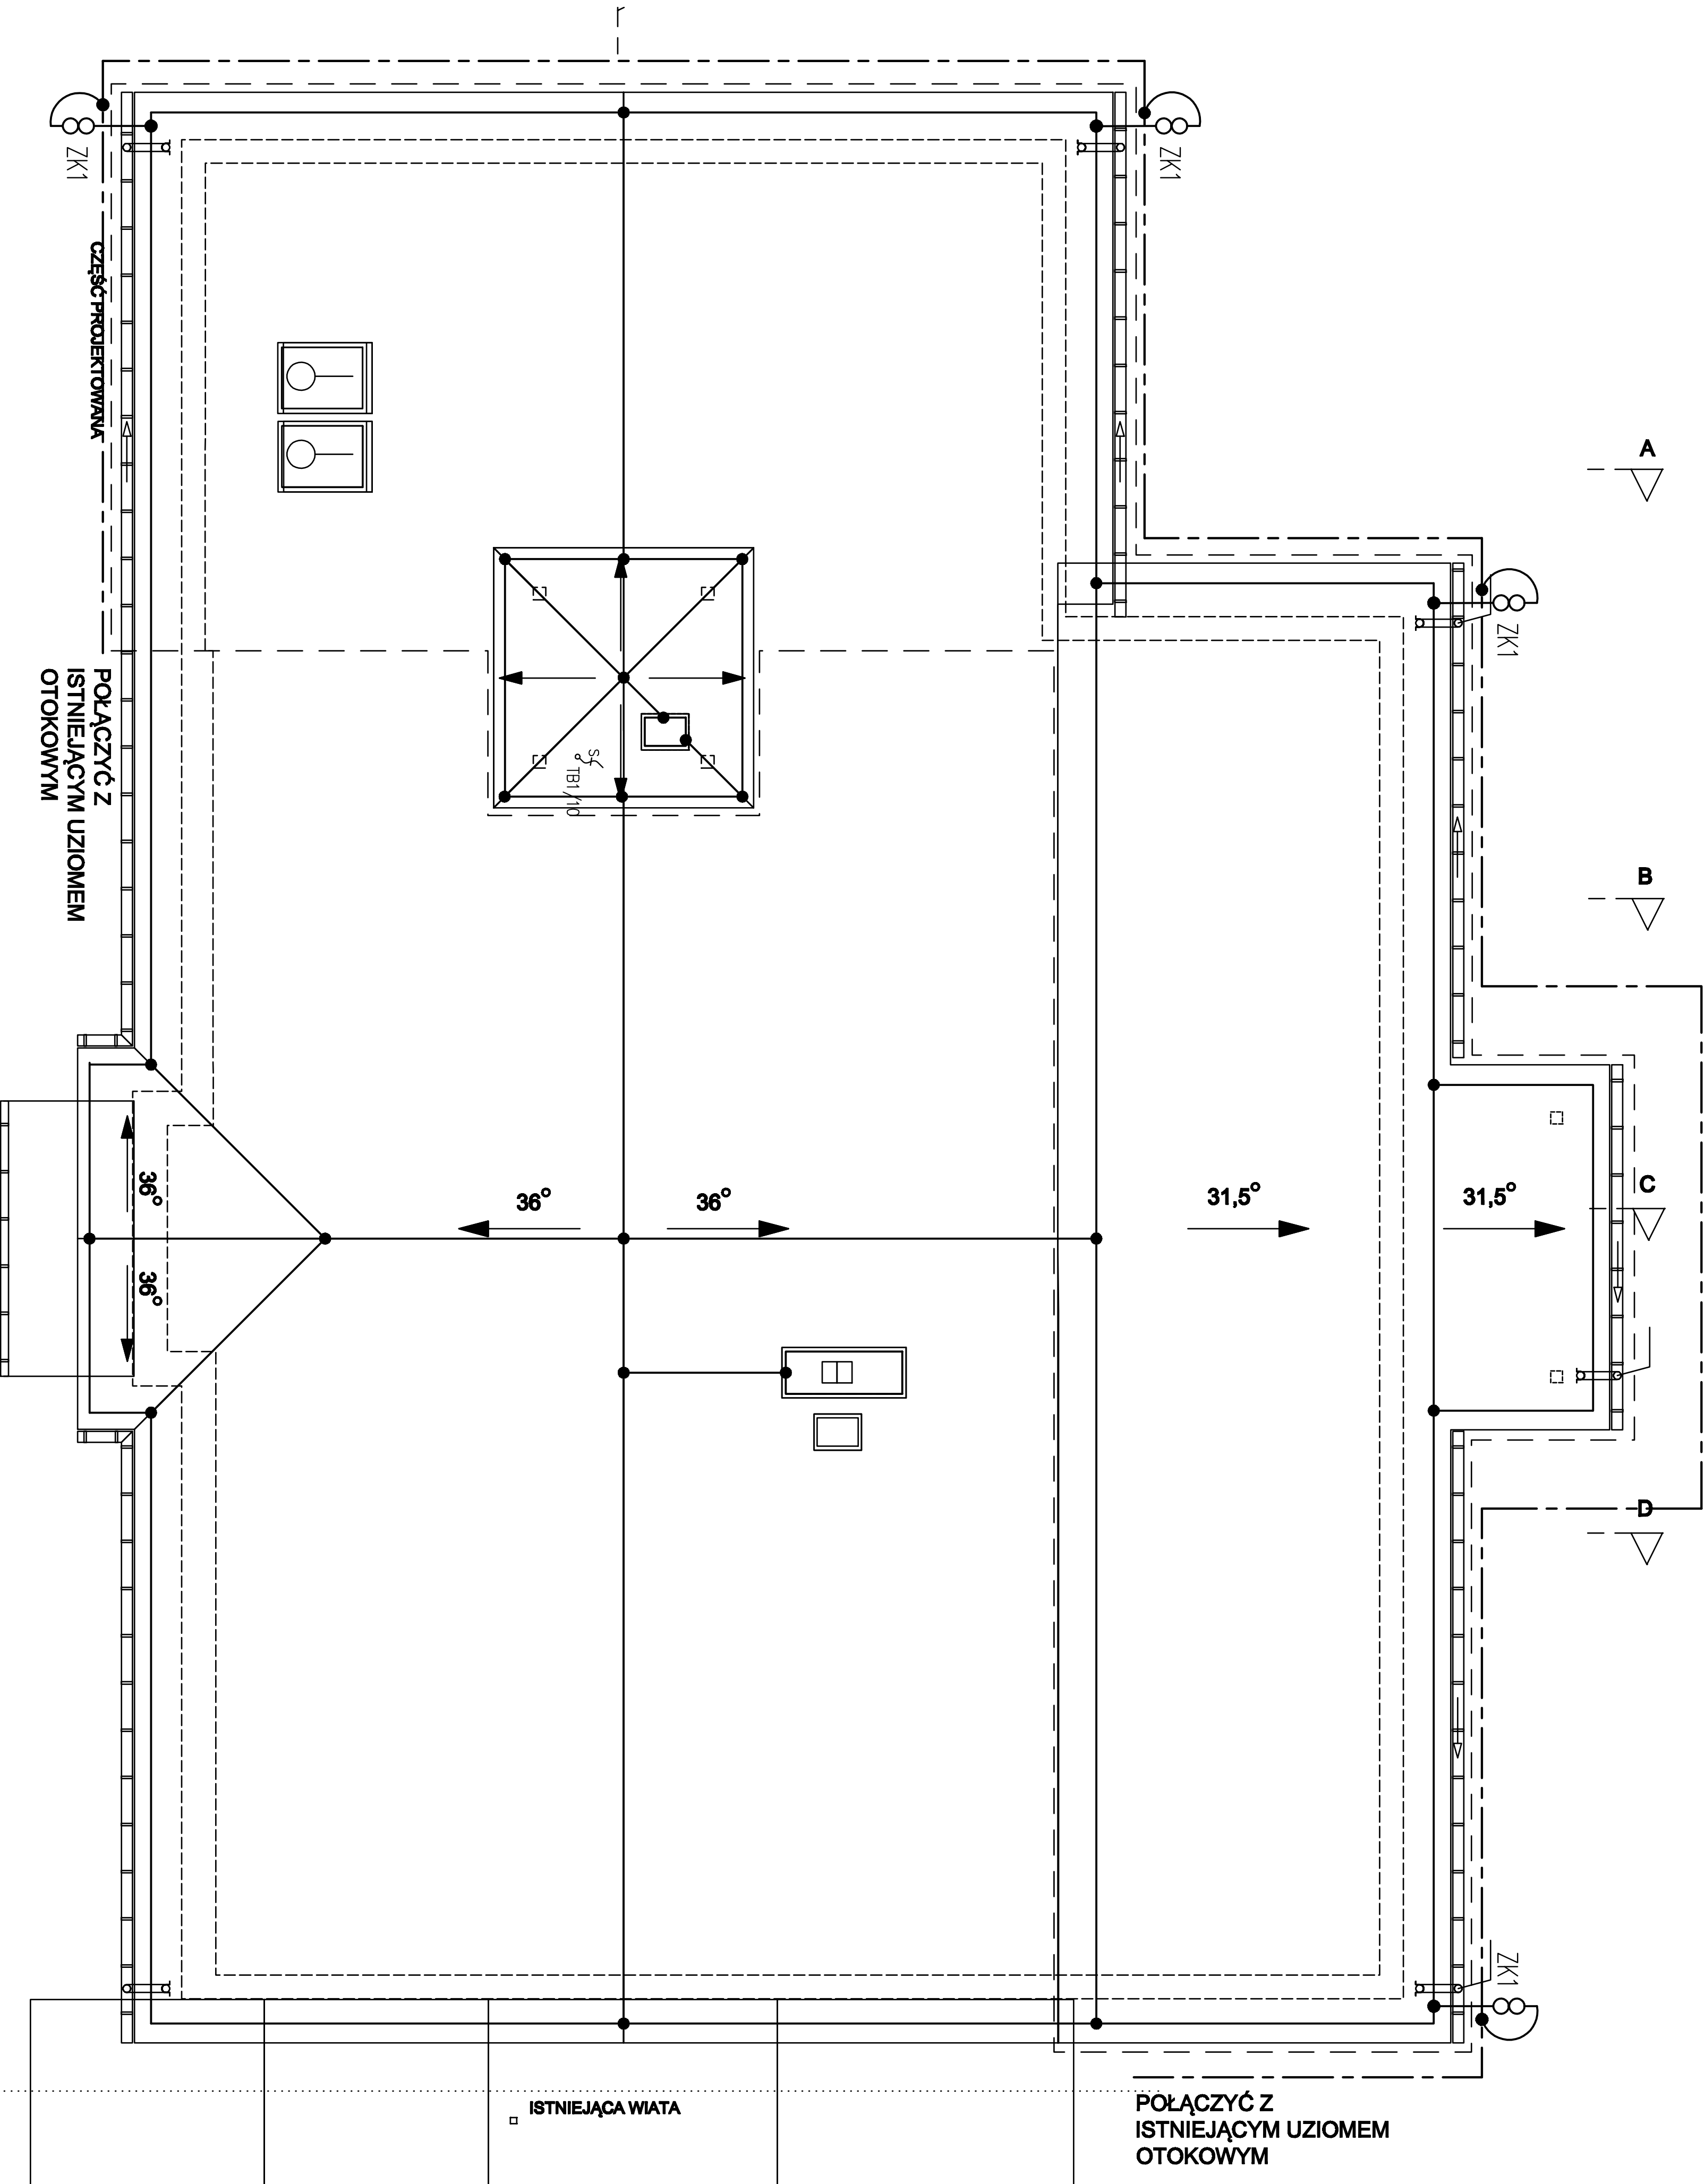 ZK1
ZK1
CZĘŚĆ PROJEKTOWANA
A
ZK1
POŁĄCZYĆ Z
ISTNIEJĄCYM UZIOMEM
OTOKOWYM
TB1/10
B
36°
36°
36°
36°
31,5°
31,5°
C
D
ZK1
ISTNIEJĄCA WIATA
POŁĄCZYĆ Z
ISTNIEJĄCYM UZIOMEM
OTOKOWYM